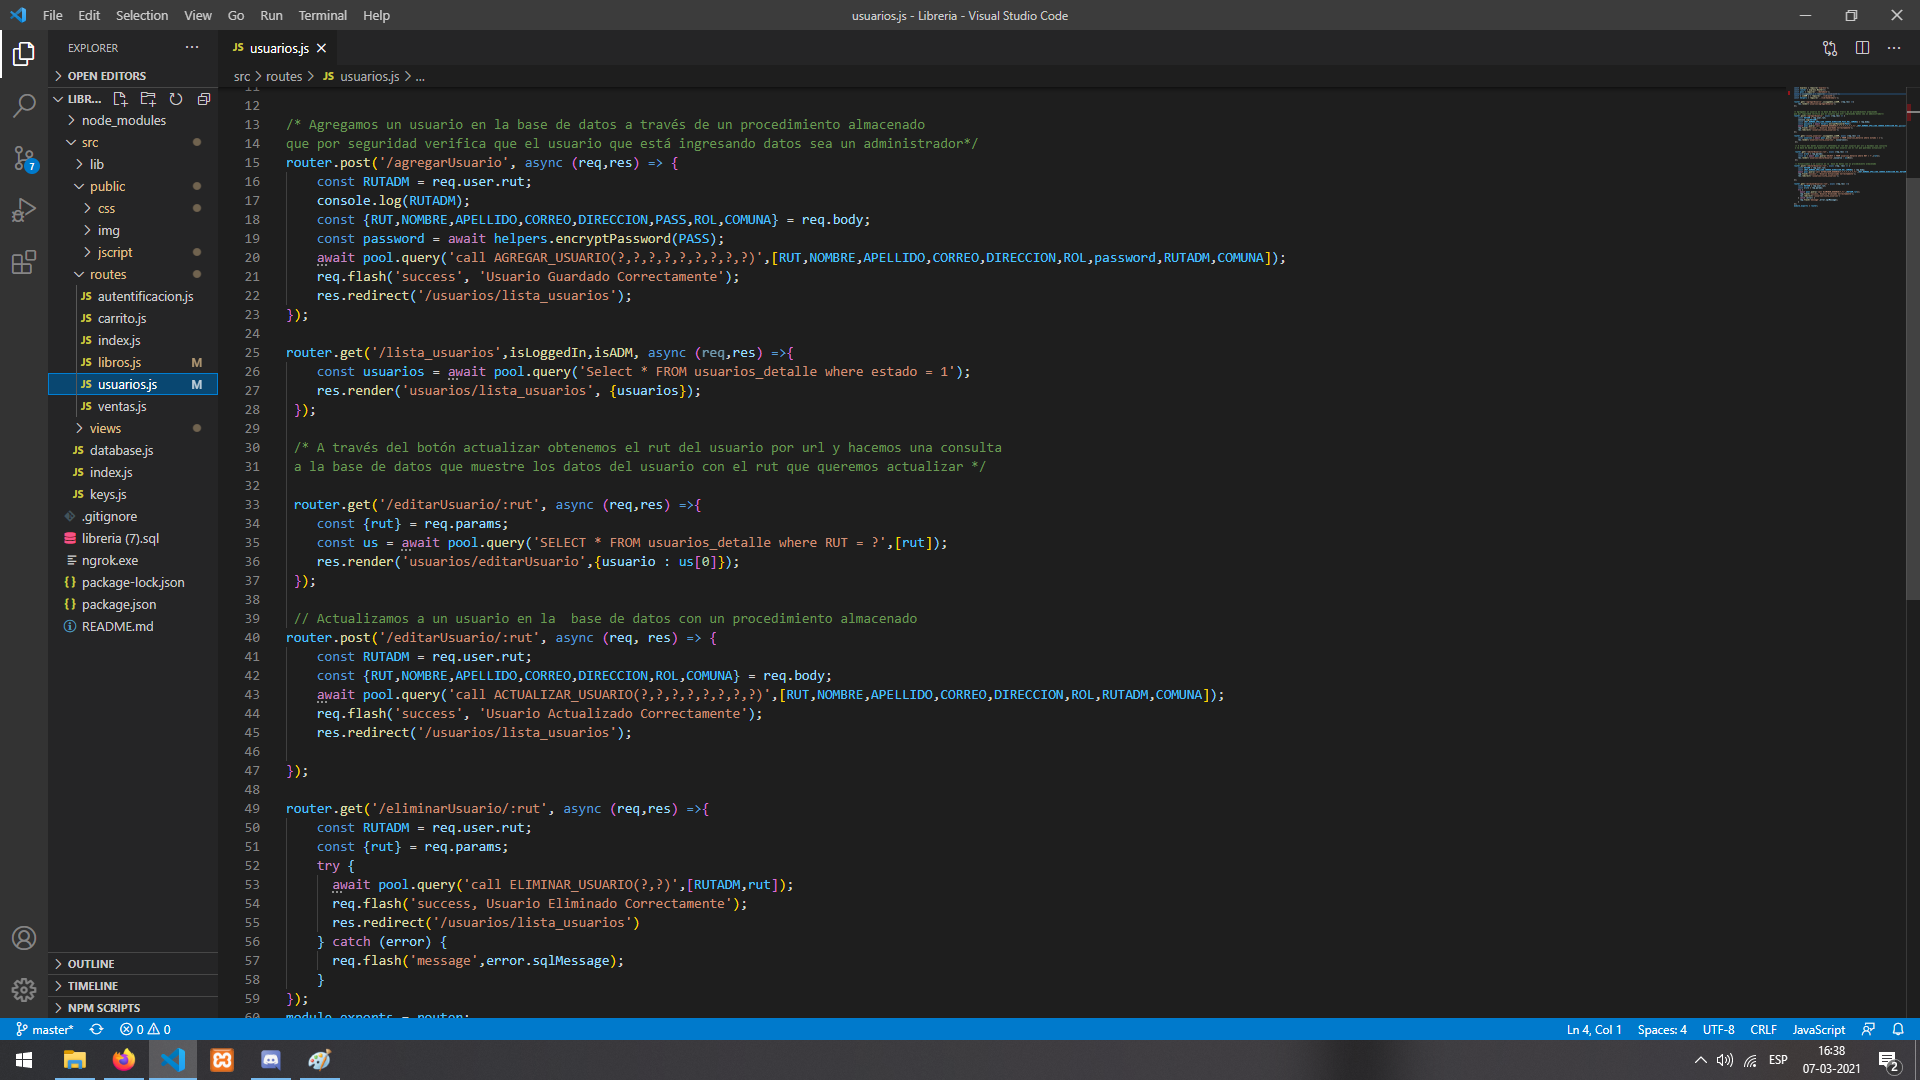 File Edit Selection View Go Run Terminal Help
usuarios.js - Libreria - Visual Studio Code
EXPLORER
OPEN EDITORS
LIBR...
node_modules
src
lib
public
css
img
jscript
routes
JS autentificacion.js
JS carrito.js
JS index.js
JS libros.js M
JS usuarios.js M
JS ventas.js
views
JS database.js
JS index.js
JS keys.js
.gitignore
libreria (7).sql
ngrok.exe
{} package-lock.json
{} package.json
README.md
OUTLINE
TIMELINE
NPM SCRIPTS
7
JS usuarios.js
src > routes > JS usuarios.js > ...
11
12
13 /* Agregamos un usuario en la base de datos a través de un procedimiento almacenado
14 que por seguridad verifica que el usuario que está ingresando datos sea un administrador*/
15 router.post('/agregarUsuario', async (req,res) => {
16 const RUTADM = req.user.rut;
17 console.log(RUTADM);
18 const {RUT,NOMBRE,APELLIDO,CORREO,DIRECCION,PASS,ROL,COMUNA} = req.body;
19 const password = await helpers.encryptPassword(PASS);
20 await pool.query('call AGREGAR_USUARIO(?,?,?,?,?,?,?,?,?)',[RUT,NOMBRE,APELLIDO,CORREO,DIRECCION,ROL,password,RUTADM,COMUNA]);
21 req.flash('success', 'Usuario Guardado Correctamente');
22 res.redirect('/usuarios/lista_usuarios');
23 });
24
25 router.get('/lista_usuarios',isLoggedIn,isADM, async (req,res) =>{
26 const usuarios = await pool.query('Select * FROM usuarios_detalle where estado = 1');
27 res.render('usuarios/lista_usuarios', {usuarios});
28 });
29
30 /* A través del botón actualizar obtenemos el rut del usuario por url y hacemos una consulta
31 a la base de datos que muestre los datos del usuario con el rut que queremos actualizar */
32
33 router.get('/editarUsuario/:rut', async (req,res) =>{
34 const {rut} = req.params;
35 const us = await pool.query('SELECT * FROM usuarios_detalle where RUT = ?',[rut]);
36 res.render('usuarios/editarUsuario',{usuario : us[0]});
37 });
38
39 // Actualizamos a un usuario en la  base de datos con un procedimiento almacenado
40 router.post('/editarUsuario/:rut', async (req, res) => {
41 const RUTADM = req.user.rut;
42 const {RUT,NOMBRE,APELLIDO,CORREO,DIRECCION,ROL,COMUNA} = req.body;
43 await pool.query('call ACTUALIZAR_USUARIO(?,?,?,?,?,?,?,?)',[RUT,NOMBRE,APELLIDO,CORREO,DIRECCION,ROL,RUTADM,COMUNA]);
44 req.flash('success', 'Usuario Actualizado Correctamente');
45 res.redirect('/usuarios/lista_usuarios');
46
47 });
48
49 router.get('/eliminarUsuario/:rut', async (req,res) =>{
50 const RUTADM = req.user.rut;
51 const {rut} = req.params;
52 try {
53 await pool.query('call ELIMINAR_USUARIO(?,?)',[RUTADM,rut]);
54 req.flash('success, Usuario Eliminado Correctamente');
55 res.redirect('/usuarios/lista_usuarios')
56 } catch (error) {
57 req.flash('message',error.sqlMessage);
58 }
59 });
60 module.exports = router;
master* 0 0
Ln 4, Col 1 Spaces: 4 UTF-8 CRLF JavaScript
ESP
16:38
07-03-2021
2